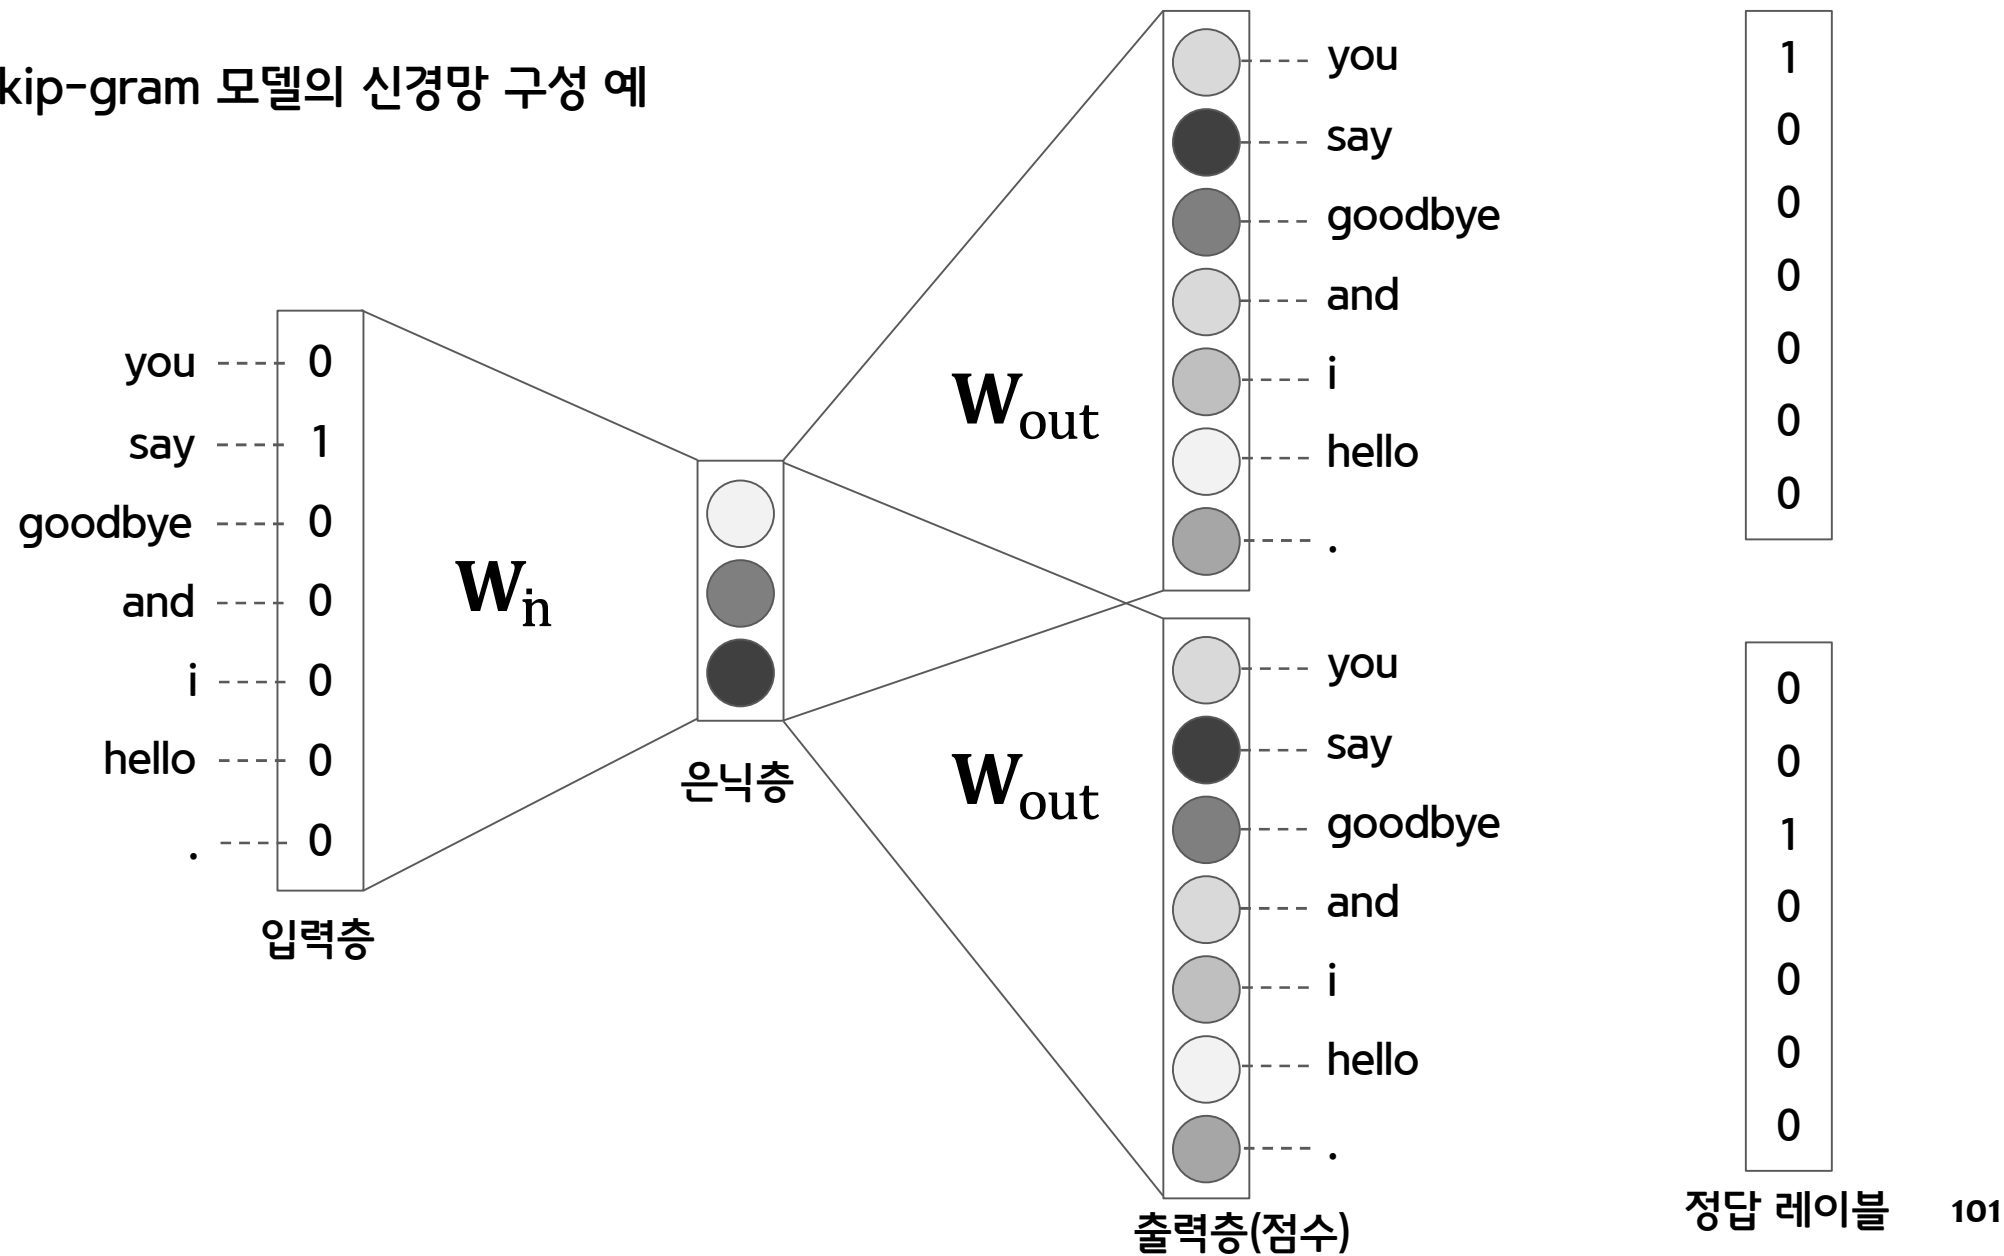 kip-gram 모델의 신경망 구성 예
you 0
say 1
goodbye 0
and 0
i 0
hello 0
. 0
입력층
W in
은닉층
W out
you
say
goodbye
and
i
hello
.
W out
you
say
goodbye
and
i
hello
.
출력층(점수)
1
0
0
0
0
0
0
0
0
1
0
0
0
0
정답 레이블
101